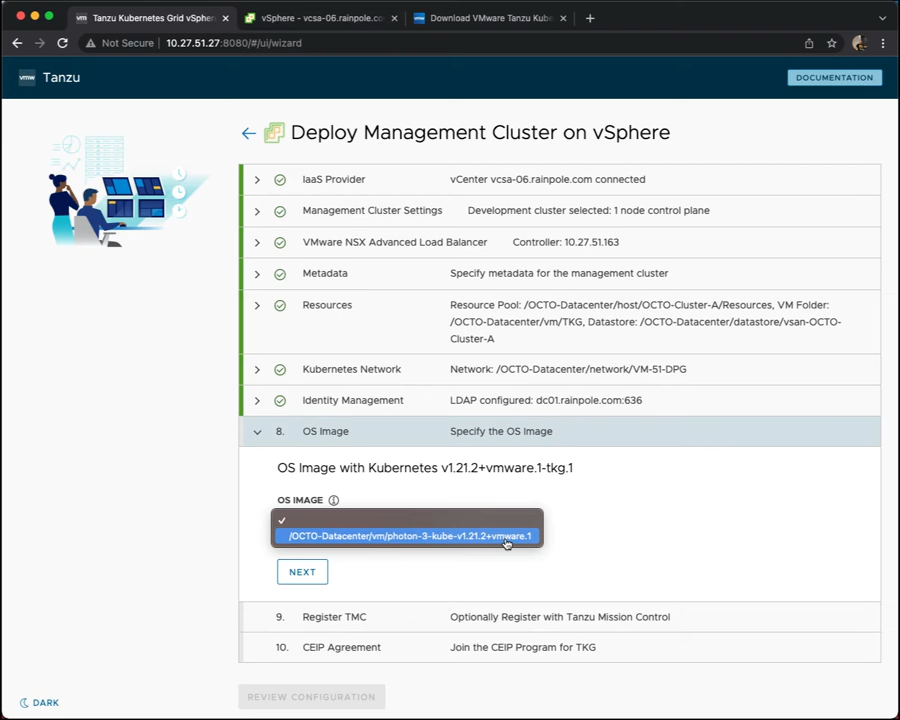 vmw Tanzu Kubernetes Grid vSpher
vSphere - vcsa-06.rainpole.com
vmw Download VMware Tanzu Kube
Not Secure 10.27.51.27:8080/#/ui/wizard
vmw Tanzu
DOCUMENTATION
Deploy Management Cluster on vSphere
IaaS Provider vCenter vcsa-06.rainpole.com connected
Management Cluster Settings Development cluster selected: 1 node control plane
VMware NSX Advanced Load Balancer Controller: 10.27.51.163
Metadata Specify metadata for the management cluster
Resources Resource Pool: /OCTO-Datacenter/host/OCTO-Cluster-A/Resources, VM Folder:
/OCTO-Datacenter/vm/TKG, Datastore: /OCTO-Datacenter/datastore/vsan-OCTO-
Cluster-A
Kubernetes Network Network: /OCTO-Datacenter/network/VM-51-DPG
Identity Management LDAP configured: dc01.rainpole.com:636
8. OS Image Specify the OS Image
OS Image with Kubernetes v1.21.2+vmware.1-tkg.1
OS IMAGE
/OCTO-Datacenter/vm/photon-3-kube-v1.21.2+vmware.1
NEXT
9. Register TMC Optionally Register with Tanzu Mission Control
10. CEIP Agreement Join the CEIP Program for TKG
REVIEW CONFIGURATION
DARK